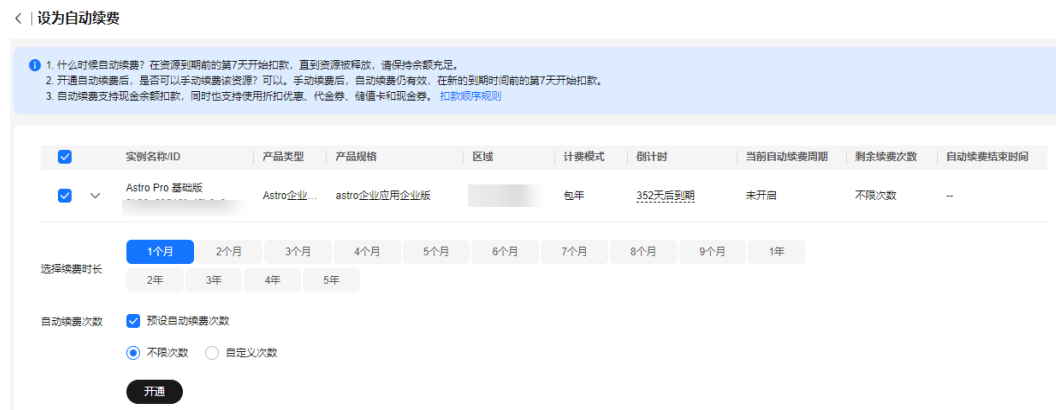 设为自动续费
1. 什么时候自动续费？在资源到期前的第7天开始扣款，直到资源被释放，请保持余额充足。
2. 开通自动续费后，是否可以手动续费该资源？可以。手动续费后，自动续费仍有效，在新的到期时间前的第7天开始扣款。
3. 自动续费支持现金余额扣款，同时也支持使用折扣优惠、代金券、储值卡和现金券。 扣款顺序规则
实例名称/ID 产品类型 产品规格 区域 计费模式 倒计时 当前自动续费周期 剩余续费次数 自动续费结束时间
Astro Pro 基础版 Astro企业... astro企业应用企业版 包年 352天后到期 未开启 不限次数 --
选择续费时长 1个月 2个月 3个月 4个月 5个月 6个月 7个月 8个月 9个月 1年
2年 3年 4年 5年
自动续费次数 预设自动续费次数
不限次数 自定义次数
开通